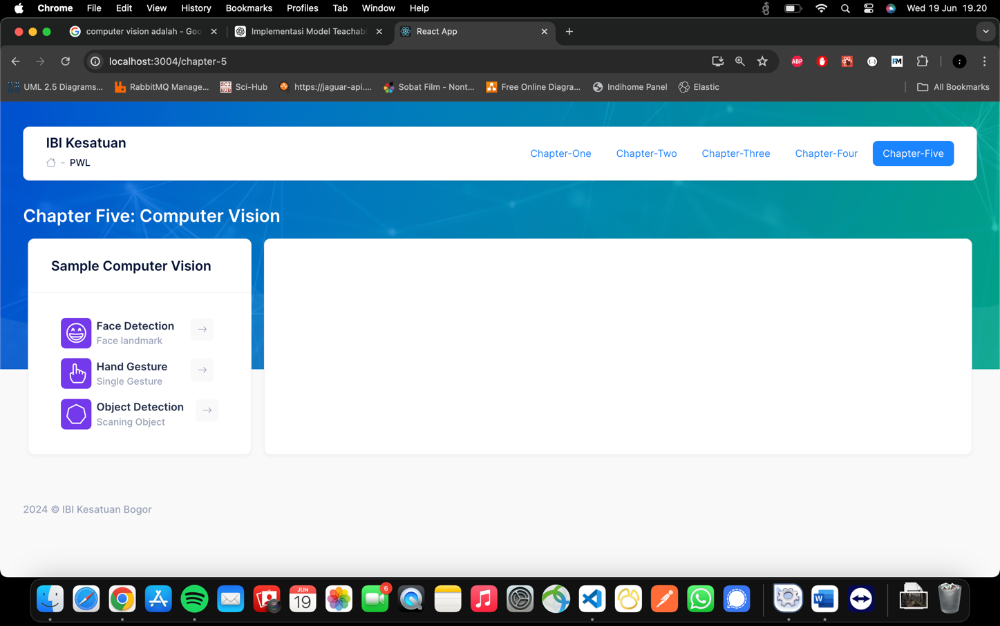 Chrome File Edit View History Bookmarks Profiles Tab Window Help Wed 19 Jun 19.20
computer vision adalah - Goo Implementasi Model Teachab React App
localhost:3004/chapter-5 ABP PM ;
UML 2.5 Diagrams... RabbitMQ Manage... SCI HUB Sci-Hub https://jaguar-api.... Sobat Film - Nont... Free Online Diagra... Indihome Panel Elastic All Bookmarks
IBI Kesatuan
– PWL
Chapter-One Chapter-Two Chapter-Three Chapter-Four Chapter-Five
Chapter Five: Computer Vision
Sample Computer Vision
Face Detection
Face landmark
Hand Gesture
Single Gesture
Object Detection
Scaning Object
2024 © IBI Kesatuan Bogor
JUN
19
6
W